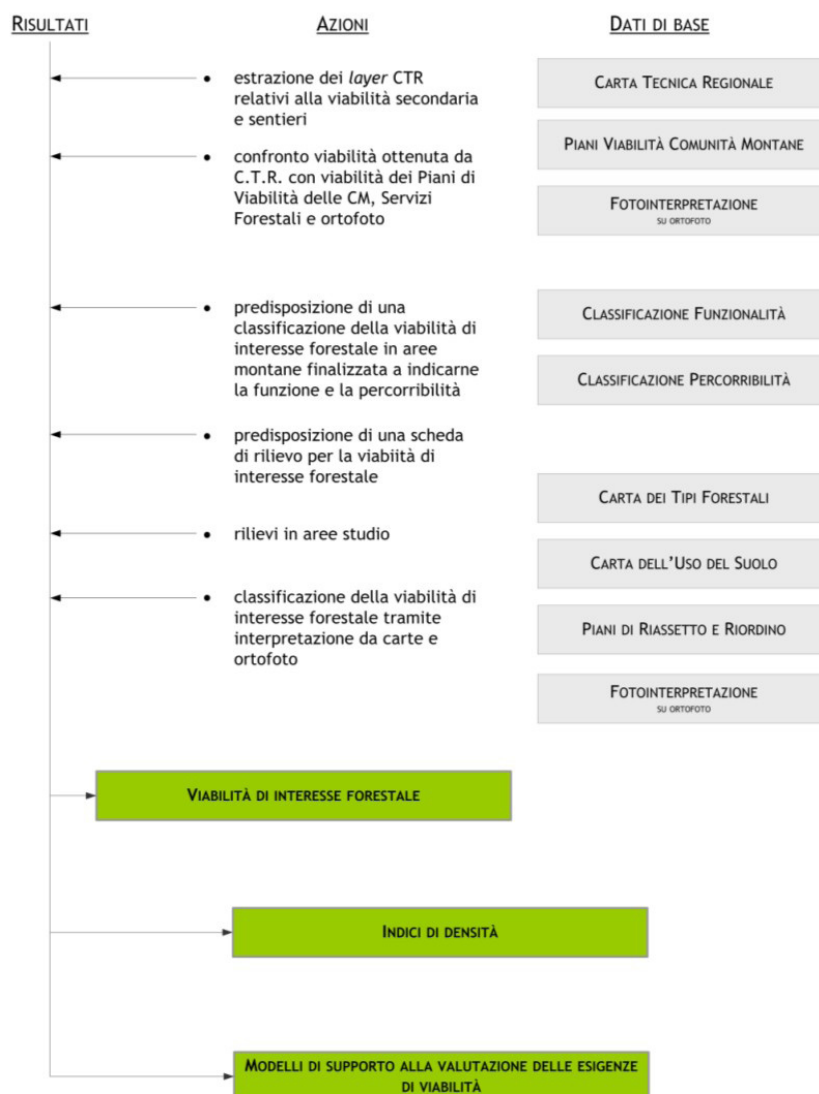 RISULTATI
AZIONI
DATI DI BASE
estrazione dei layer CTR
relativi alla viabilità secondaria
e sentieri
confronto viabilità ottenuta da
C.T.R. con viabilità dei Piani di
Viabilità delle CM, Servizi
Forestali e ortofoto
predisposizione di una
classificazione della viabilità di
interesse forestale in aree
montane finalizzata a indicarne
la funzione e la percorribilità
predisposizione di una scheda
di rilievo per la viabiità di
interesse forestale
rilievi in aree studio
classificazione della viabilità di
interesse forestale tramite
interpretazione da carte e
ortofoto
CARTA TECNICA REGIONALE
PIANI VIABILITÀ COMUNITÀ MONTANE
FOTOINTERPRETAZIONE
SU ORTOFOTO
CLASSIFICAZIONE FUNZIONALITÀ
CLASSIFICAZIONE PERCORRIBILITÀ
CARTA DEI TIPI FORESTALI
CARTA DELL'USO DEL SUOLO
PIANI DI RIASSETTO E RIORDINO
FOTOINTERPRETAZIONE
SU ORTOFOTO
VIABILITÀ DI INTERESSE FORESTALE
INDICI DI DENSITÀ
MODELLI DI SUPPORTO ALLA VALUTAZIONE DELLE ESIGENZE
DI VIABILITÀ